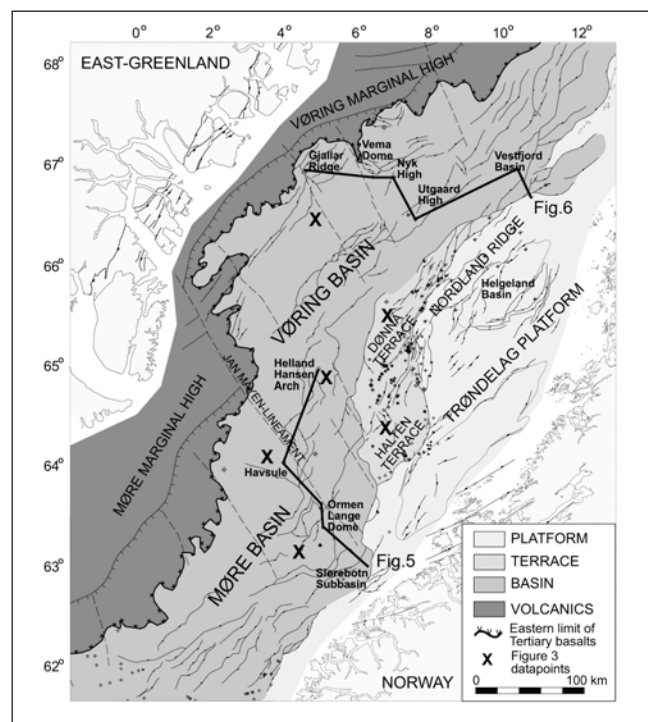 0° 2° 4° 6° 8° 10° 12°
68°
67°
66°
65°
64°
63°
62°
EAST-GREENLAND
VØRING MARGINAL HIGH
Vema
Dome
Gjallar
Ridge
Nyk
High
Vestfjord
Basin
Utgaard
High
Fig.6
VØRING BASIN
NORDLAND RIDGE
Helgeland
Basin
DØNNA
TERRACE
TRØNDELAG PLATFORM
Helland
Hansen
Arch
JAN MAYEN-LINEAMENT
HALTEN
TERRACE
MØRE MARGINAL HIGH
Havsule
Ormen
Lange
Dome
MØRE BASIN
Fig.5
Slørebotn
Subbasin
NORWAY
PLATFORM
TERRACE
BASIN
VOLCANICS
Eastern limit of
Tertiary basalts
X Figure 3
datapoints
0 100 km
X
X
X
X
X
X